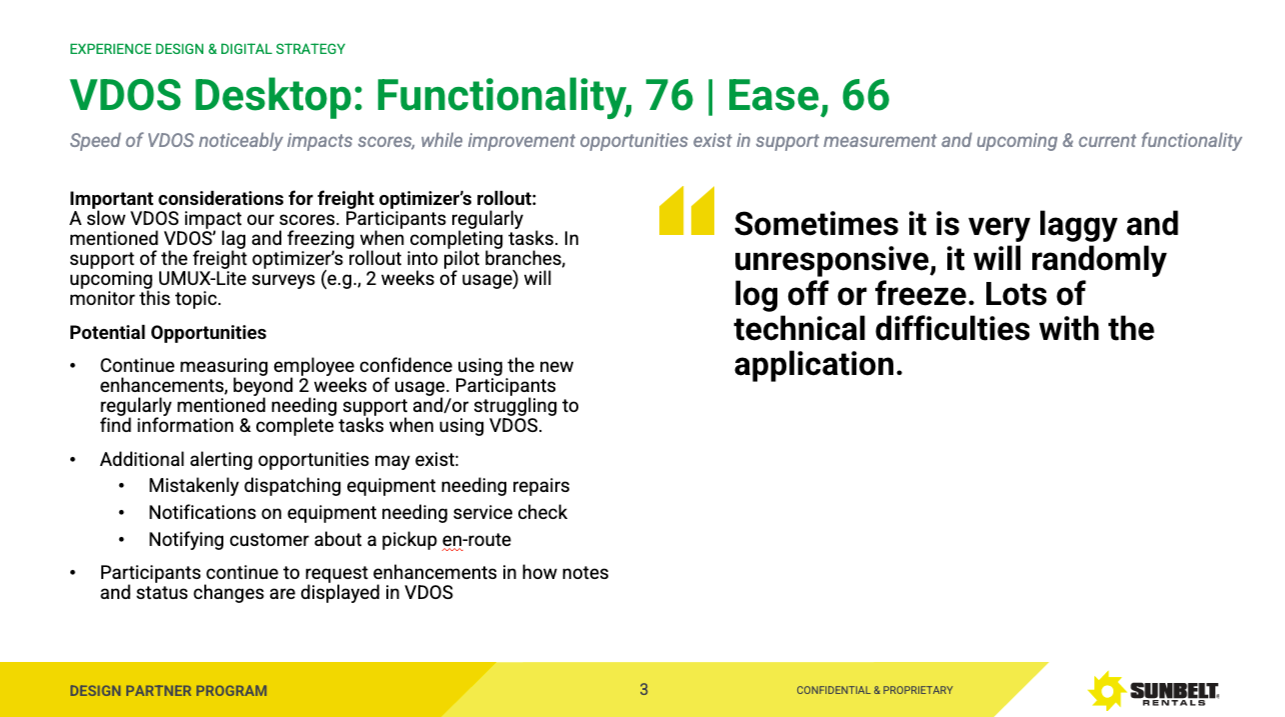 EXPERIENCE DESIGN & DIGITAL STRATEGY
VDOS Desktop: Functionality, 76 | Ease, 66
Speed of VDOS noticeably impacts scores, while improvement opportunities exist in support measurement and upcoming & current functionality
Important considerations for freight optimizer's rollout:
A slow VDOS impact our scores. Participants regularly
mentioned VDOS' lag and freezing when completing tasks. In
support of the freight optimizer's rollout into pilot branches,
upcoming UMUX-Lite surveys (e.g., 2 weeks of usage) will
monitor this topic.
Potential Opportunities
• Continue measuring employee confidence using the new
enhancements, beyond 2 weeks of usage. Participants
regularly mentioned needing support and/or struggling to
find information & complete tasks when using VDOS.
• Additional alerting opportunities may exist:
• Mistakenly dispatching equipment needing repairs
• Notifications on equipment needing service check
• Notifying customer about a pickup en-route
• Participants continue to request enhancements in how notes
and status changes are displayed in VDOS
Sometimes it is very laggy and
unresponsive, it will randomly
log off or freeze. Lots of
technical difficulties with the
application.
DESIGN PARTNER PROGRAM
3
CONFIDENTIAL & PROPRIETARY
SUNBELT
RENTALS